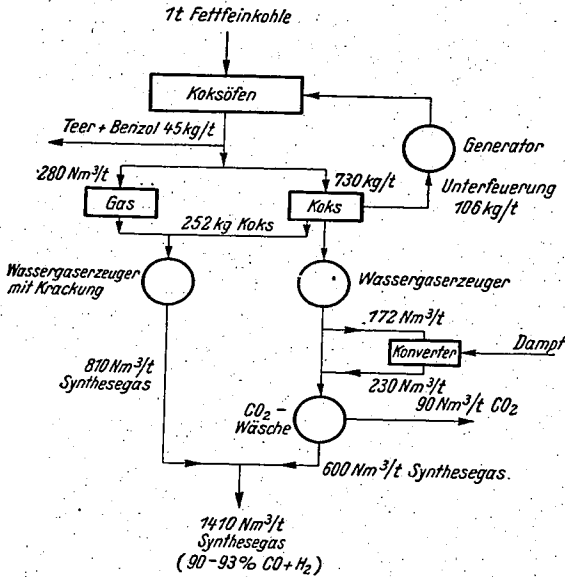 1t Fettfeinkohle
Koksöfen
Teer + Benzol 45 kg/t
Generator
280 Nm³/t
730 kg/t
Unterfeuerung
106 kg/t
Gas
Koks
252 kg Koks
Wassergaserzeuger
mit Krackung
Wassergaserzeuger
172 Nm³/t
Dampf
Konverter
810 Nm³/t
Synthesegas
230 Nm³/t
90 Nm³/t CO₂
CO₂-
Wäsche
600 Nm³/t Synthesegas.
1410 Nm³/t
Synthesegas
(90-93% CO+H₂)